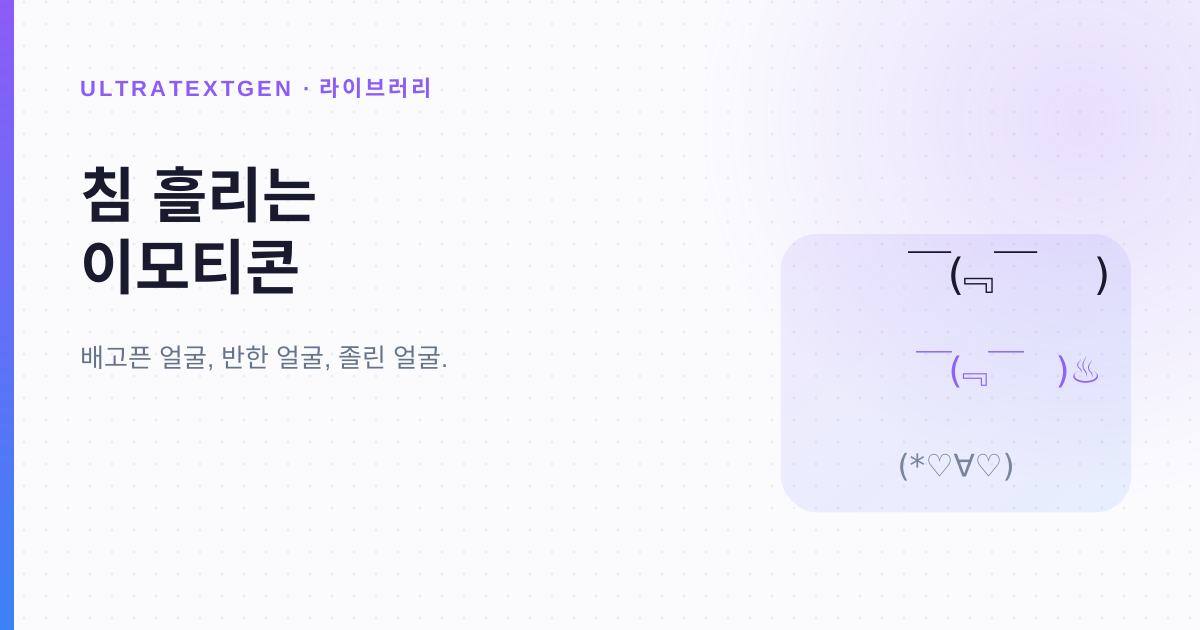 ULTRATEXTGEN · 라이브러리
침 흘리는
이모티콘
배고픈 얼굴, 반한 얼굴, 졸린 얼굴.
￣(﹃￣ )
￣(﹃￣ )♨
(*♡∀♡)